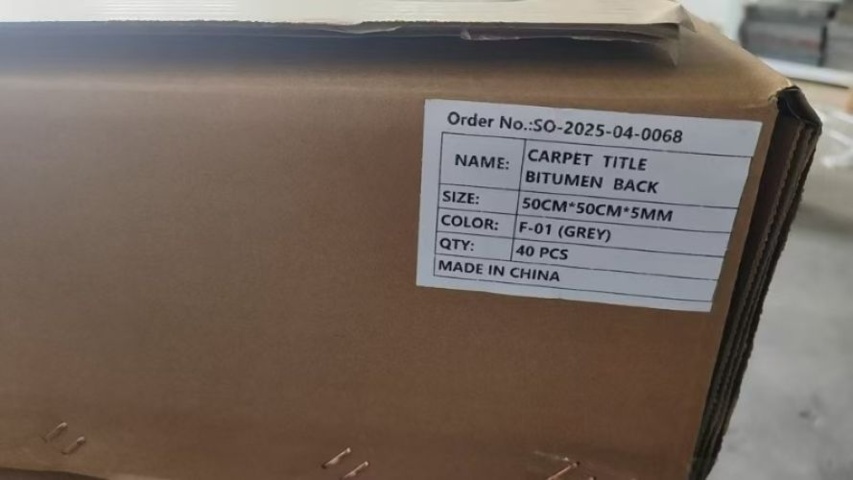 Order No.:SO-2025-04-0068
NAME: CARPET TITLE
BITUMEN BACK
SIZE: 50CM*50CM*5MM
COLOR: F-01 (GREY)
QTY: 40 PCS
MADE IN CHINA